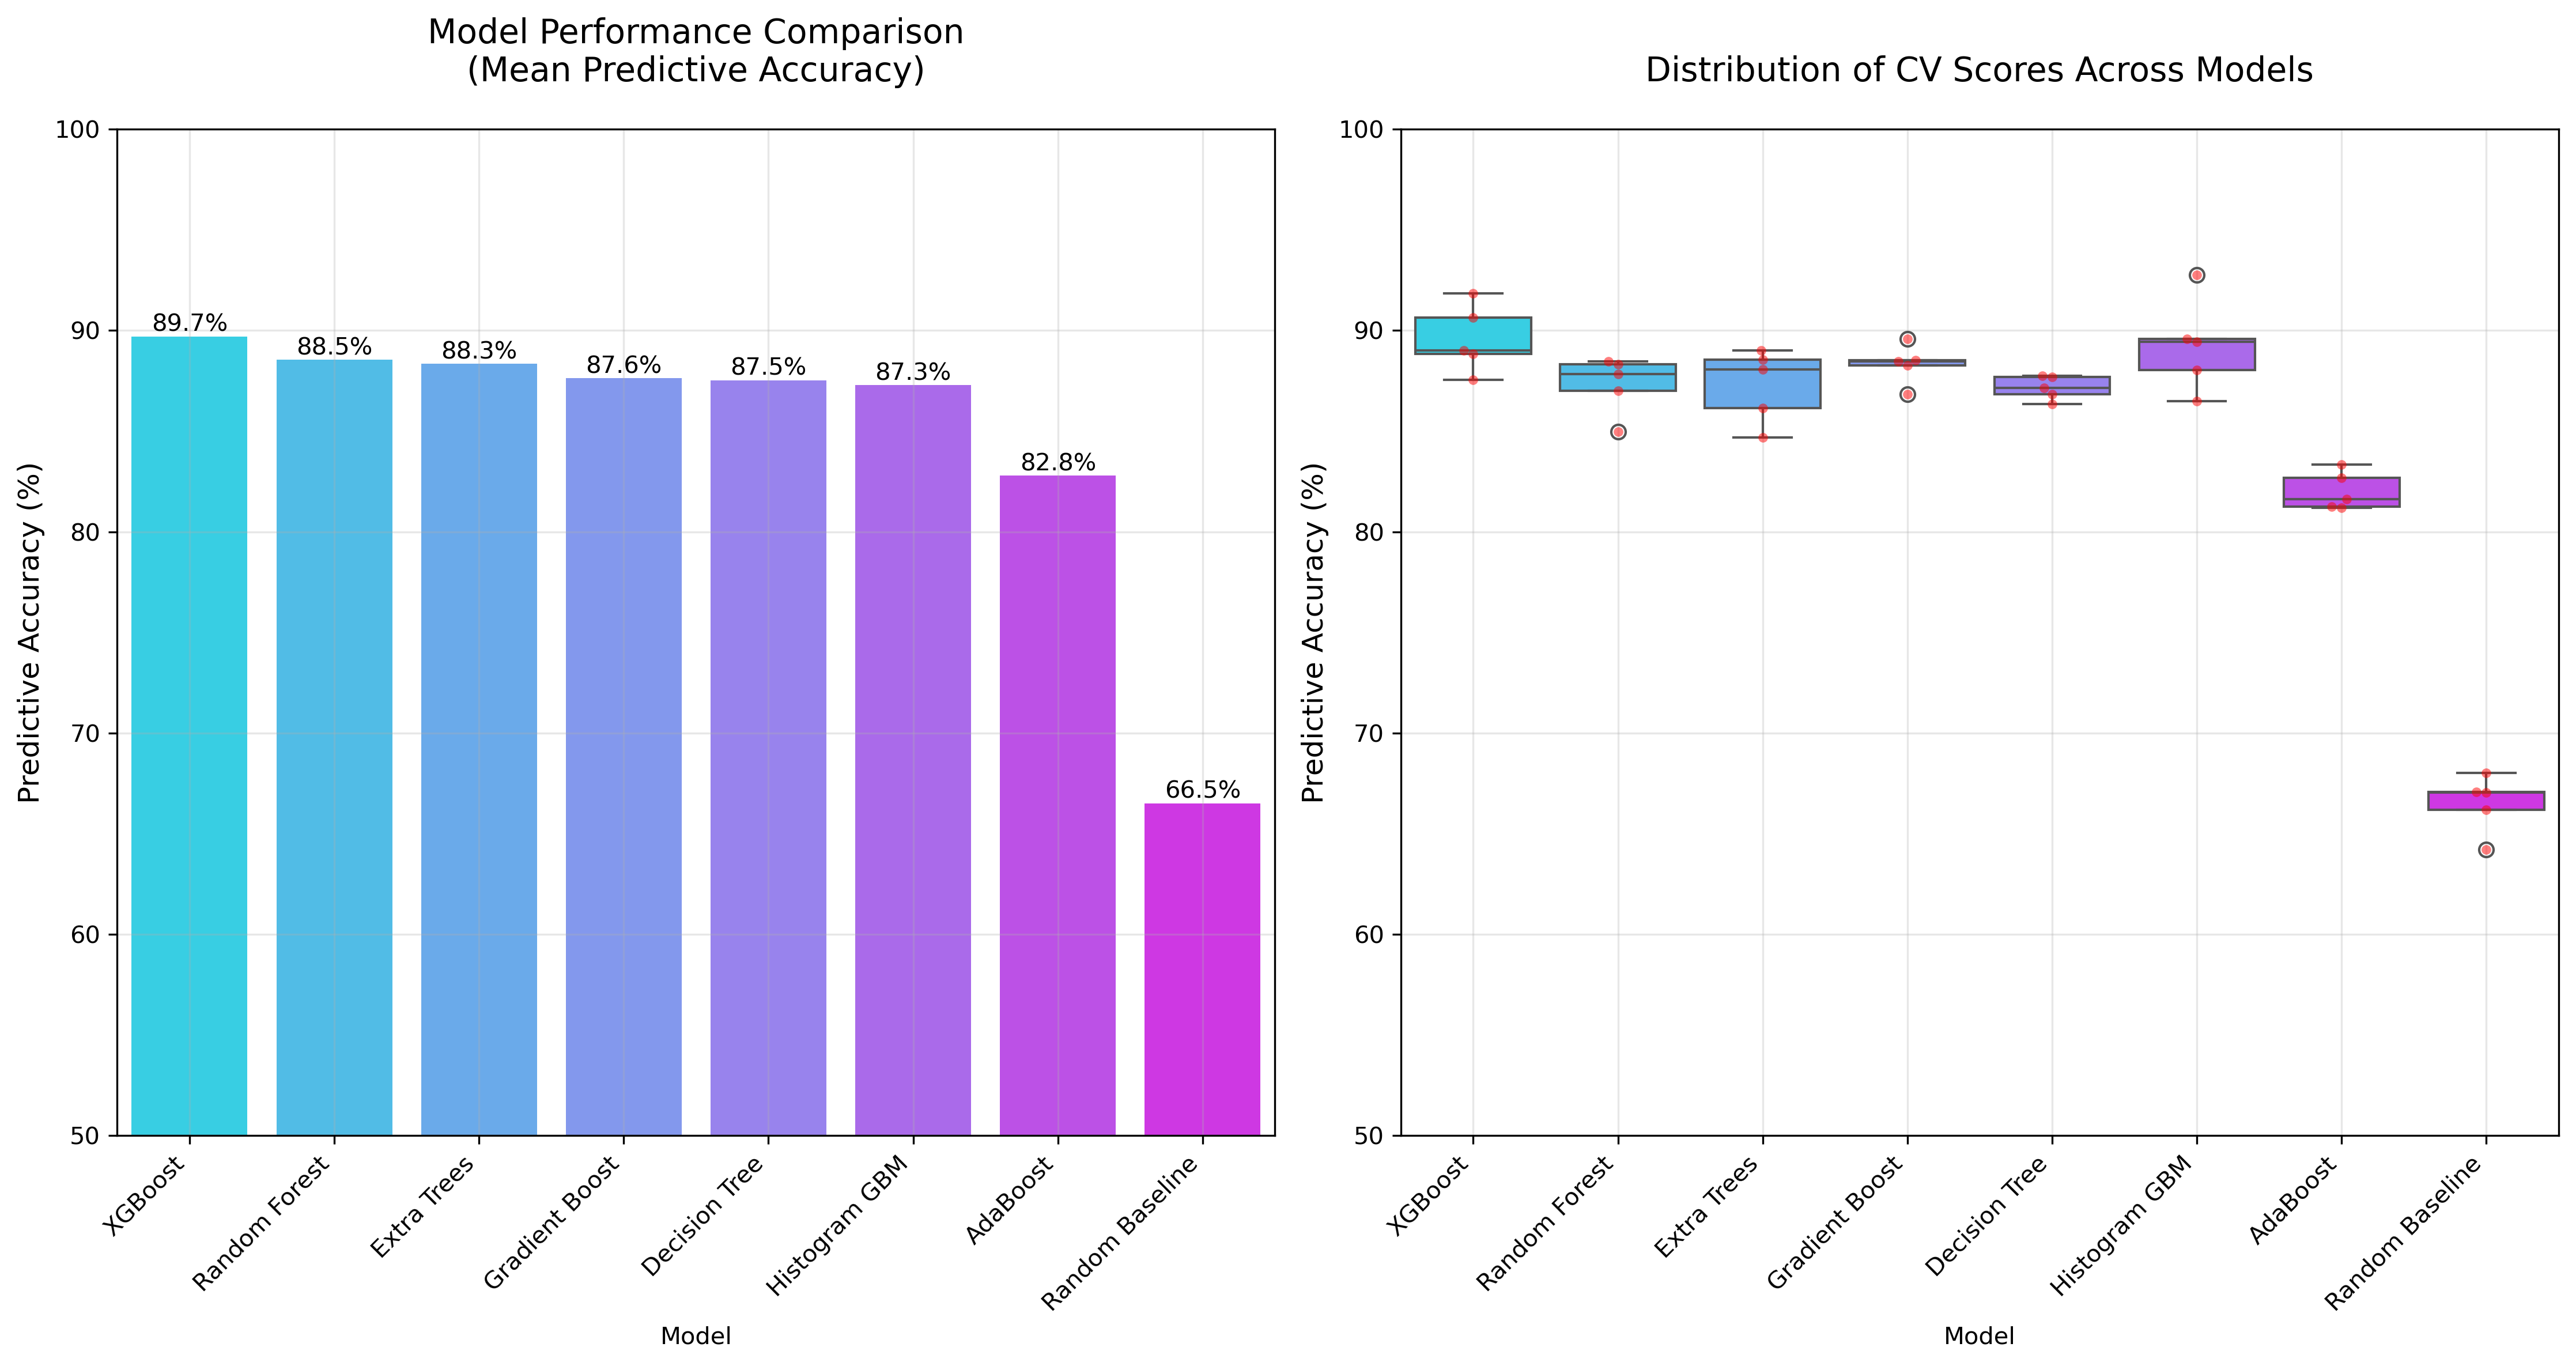 Model Performance Comparison
(Mean Predictive Accuracy)
Predictive Accuracy (%)
100
90
80
70
60
50
89.7%
88.5%
88.3%
87.6%
87.5%
87.3%
82.8%
66.5%
XGBoost
Random Forest
Extra Trees
Gradient Boost
Decision Tree
Histogram GBM
AdaBoost
Random Baseline
Model
Distribution of CV Scores Across Models
Predictive Accuracy (%)
100
90
80
70
60
50
XGBoost
Random Forest
Extra Trees
Gradient Boost
Decision Tree
Histogram GBM
AdaBoost
Random Baseline
Model